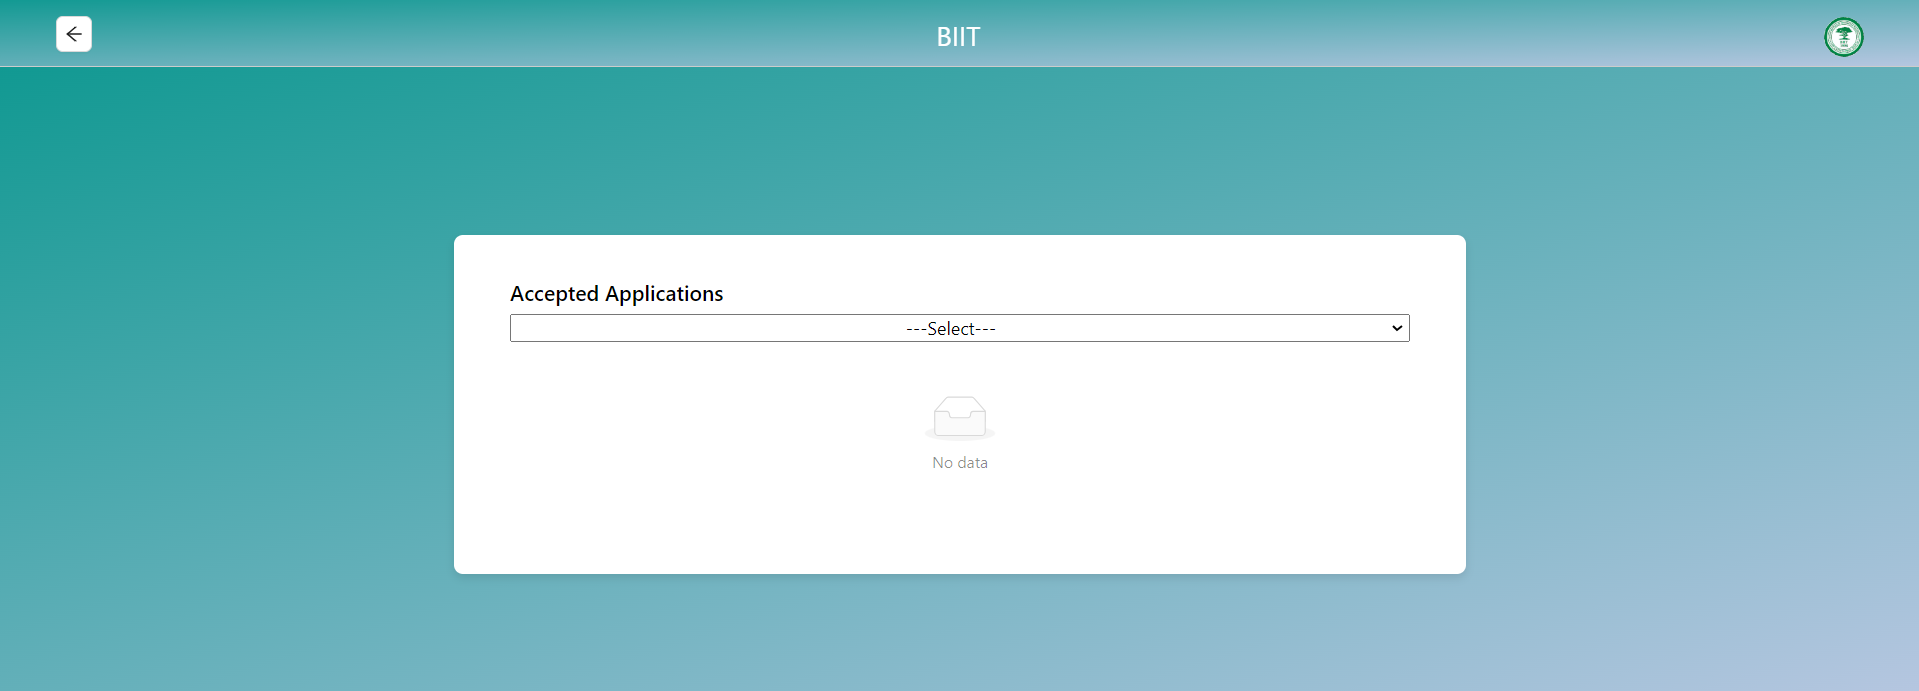 BIIT
Accepted Applications
---Select---
No data